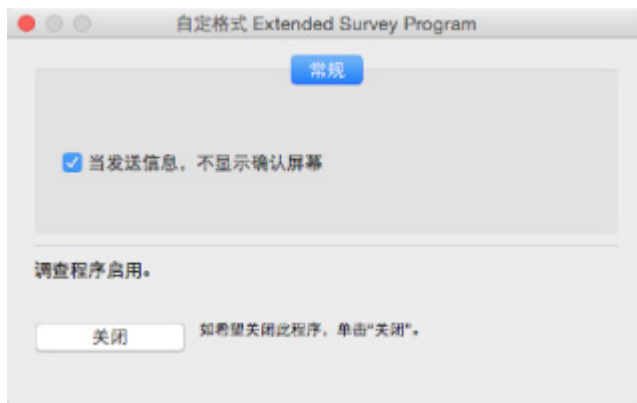 自定格式 Extended Survey Program
常规
当发送信息，不显示确认屏幕
调查程序启用。
关闭
如希望关闭此程序，单击“关闭”。